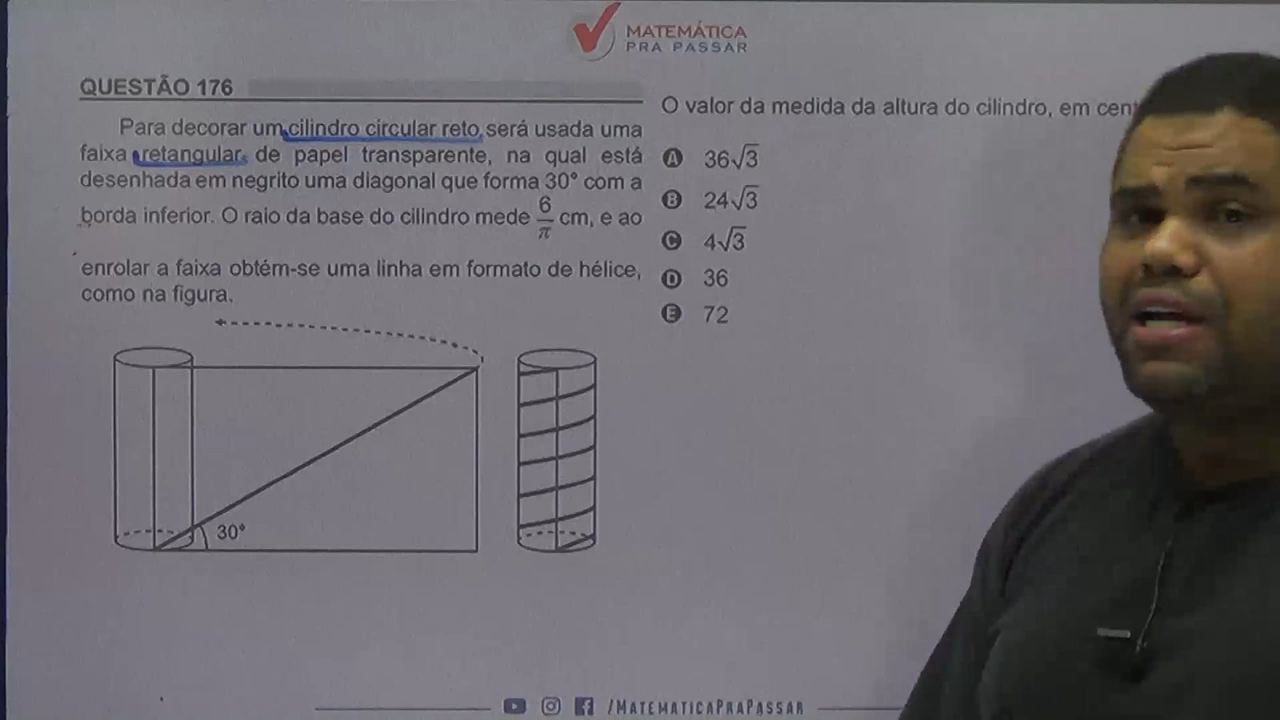 MATEMÁTICA
PRA PASSAR
QUESTÃO 176
Para decorar um cilindro circular reto será usada uma
faixa retangular de papel transparente, na qual está
desenhada em negrito uma diagonal que forma 30° com a
borda inferior. O raio da base do cilindro mede 6/π cm, e ao
enrolar a faixa obtém-se uma linha em formato de hélice,
como na figura.
30°
O valor da medida da altura do cilindro, em
A 36√3
B 24√3
C 4√3
D 36
E 72
/MATEMATICAPRAPASSAR